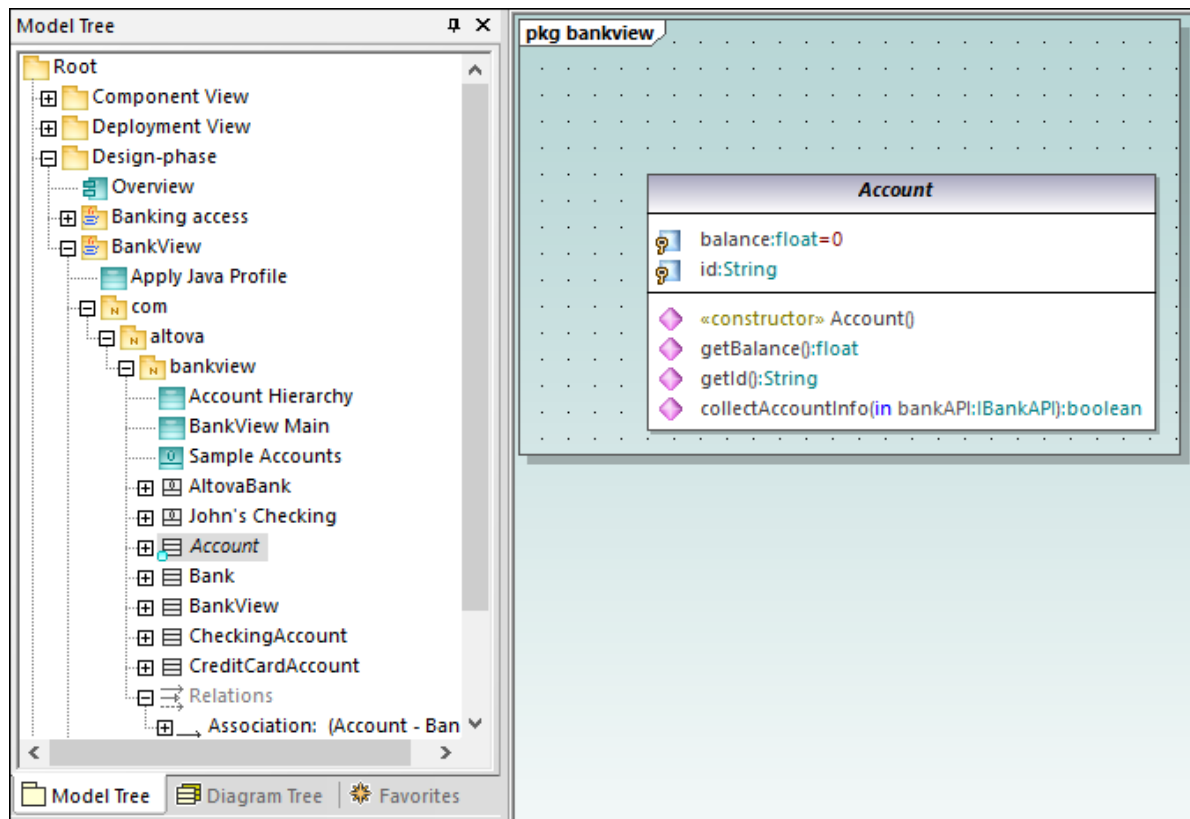 Model Tree
Root
Component View
Deployment View
Design-phase
Overview
Banking access
BankView
Apply Java Profile
com
altova
bankview
Account Hierarchy
BankView Main
Sample Accounts
AltovaBank
John's Checking
Account
Bank
BankView
CheckingAccount
CreditCardAccount
Relations
Association: (Account - Ban
Model Tree
Diagram Tree
Favorites
pkg bankview
Account
balance:float=0
id:String
«constructor» Account()
getBalance():float
getId():String
collectAccountInfo(in bankAPI:IBankAPI):boolean